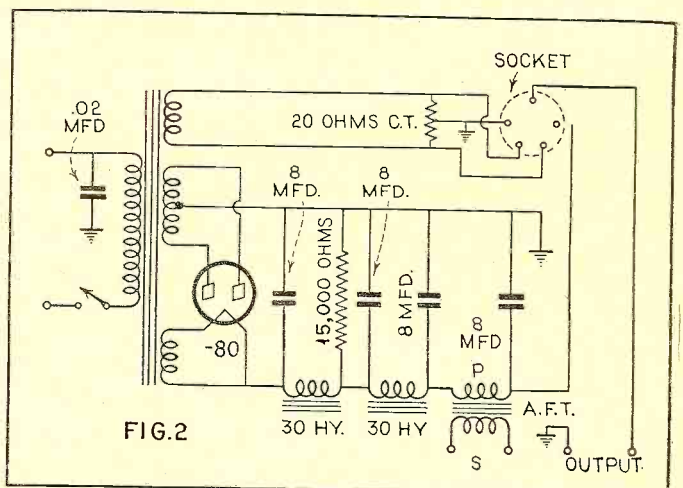 SOCKET
.02
MFD
20 OHMS C.T.
8
MFD.
8
MFD.
15,000 OHMS
8 MFD.
8
MFD
-80
P
A.F.T.
30 HY.
30 HY
S
OUTPUT
FIG.2